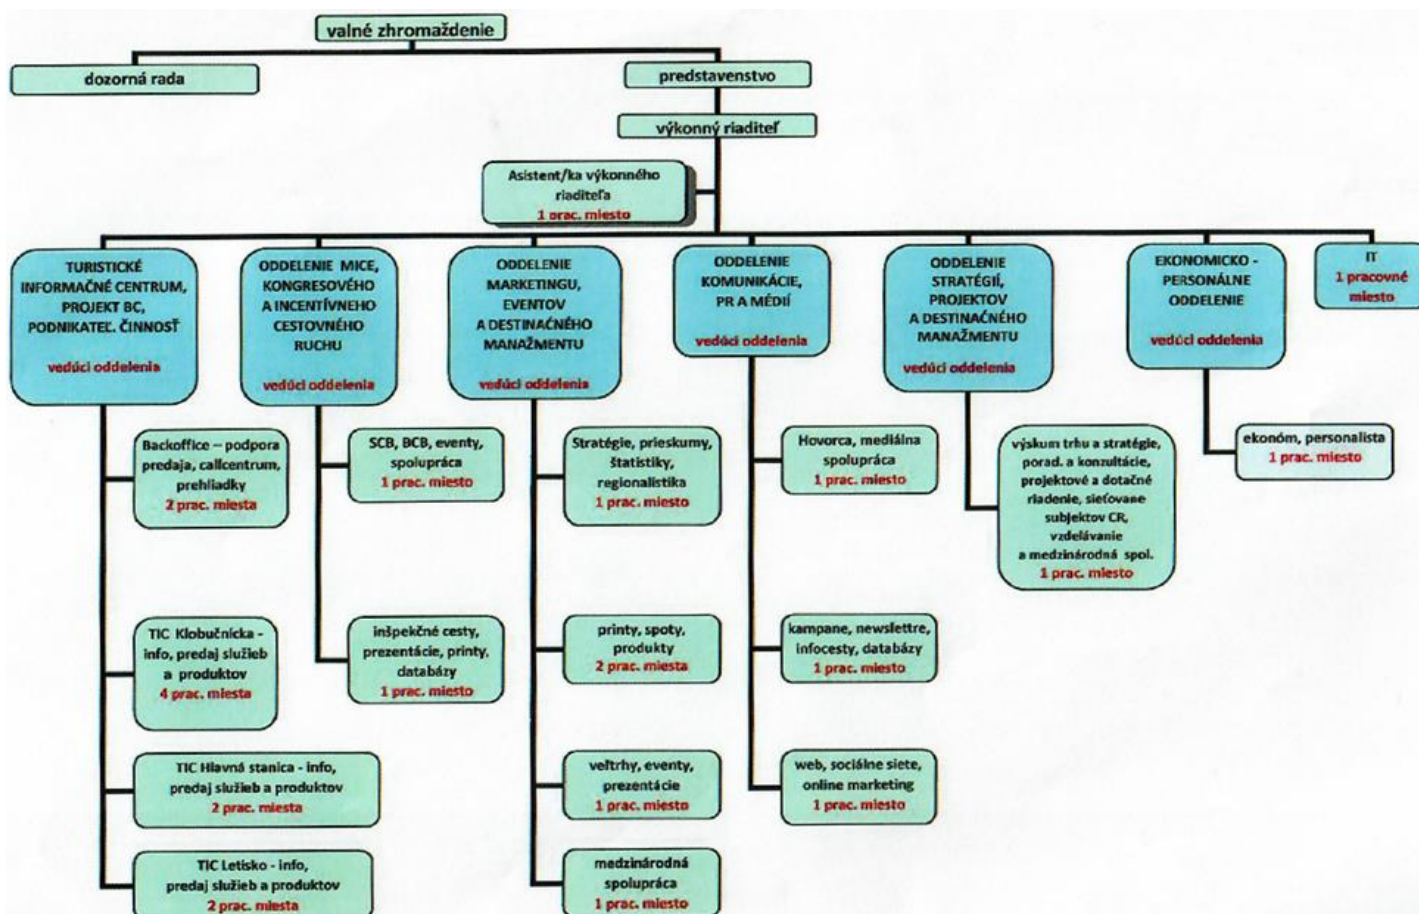 valné zhromaždenie
dozorná rada
predstavenstvo
výkonný riaditeľ
Asistent/ka výkonného
riaditeľa
1 prac. miesto
TURISTICKÉ
INFORMAČNÉ CENTRUM,
PROJEKT BC,
PODNIKATEĽ. ČINNOSŤ
vedúci oddelenia
ODDELENIE MICE,
KONGRESOVÉHO
A INCENTÍVNEHO
CESTOVNÉHO
RUCHU
vedúci oddelenia
ODDELENIE
MARKETINGU,
EVENTOV
A DESTINAČNÉHO
MANAŽMENTU
vedúci oddelenia
ODDELENIE
KOMUNIKÁCIE,
PR A MÉDIÍ
vedúci oddelenia
ODDELENIE
STRATÉGIÍ,
PROJEKTOV
A DESTINAČNÉHO
MANAŽMENTU
vedúci oddelenia
EKONOMICKO -
PERSONÁLNE
ODDELENIE
vedúci oddelenia
IT
1 pracovné
miesto
Backoffice – podpora
predaja, callcentrum,
prehliadky
2 prac. miesta
TIC Klobučnícka -
info, predaj služieb
a produktov
4 prac. miesta
TIC Hlavná stanica - info,
predaj služieb a produktov
2 prac. miesta
TIC Letisko - info,
predaj služieb a produktov
2 prac. miesta
SCB, BCB, eventy,
spolupráca
1 prac. miesto
inšpekčné cesty,
prezentácie, printy,
databázy
1 prac. miesto
Stratégie, prieskumy,
štatistiky,
regionalistika
1 prac. miesto
printy, spoty,
produkty
2 prac. miesta
veľtrhy, eventy,
prezentácie
1 prac. miesto
medzinárodná
spolupráca
1 prac. miesto
Hovorca, mediálna
spolupráca
1 prac. miesto
kampane, newslettre,
infocesty, databázy
1 prac. miesto
web, sociálne siete,
online marketing
1 prac. miesto
výskum trhu a stratégie,
porad. a konzultácie,
projektové a dotačné
riadenie, sieťovane
subjektov CR,
vzdelávanie
a medzinárodná spol.
1 prac. miesto
ekonóm, personalista
1 prac. miesto